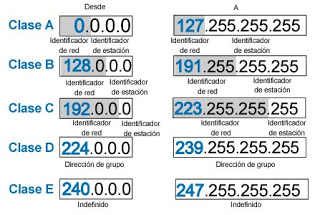 Desde A
Clase A 0.0.0.0 127.255.255.255
Identificador de red Identificador de estación Identificador de red Identificador de estación
Clase B 128.0.0.0 191.255.255.255
Identificador de red Identificador de estación Identificador de red Identificador de estación
Clase C 192.0.0.0 223.255.255.255
Identificador de red Identificador de estación Identificador de red Identificador de estación
Clase D 224.0.0.0 239.255.255.255
Dirección de grupo Dirección de grupo
Clase E 240.0.0.0 247.255.255.255
Indefinido Indefinido